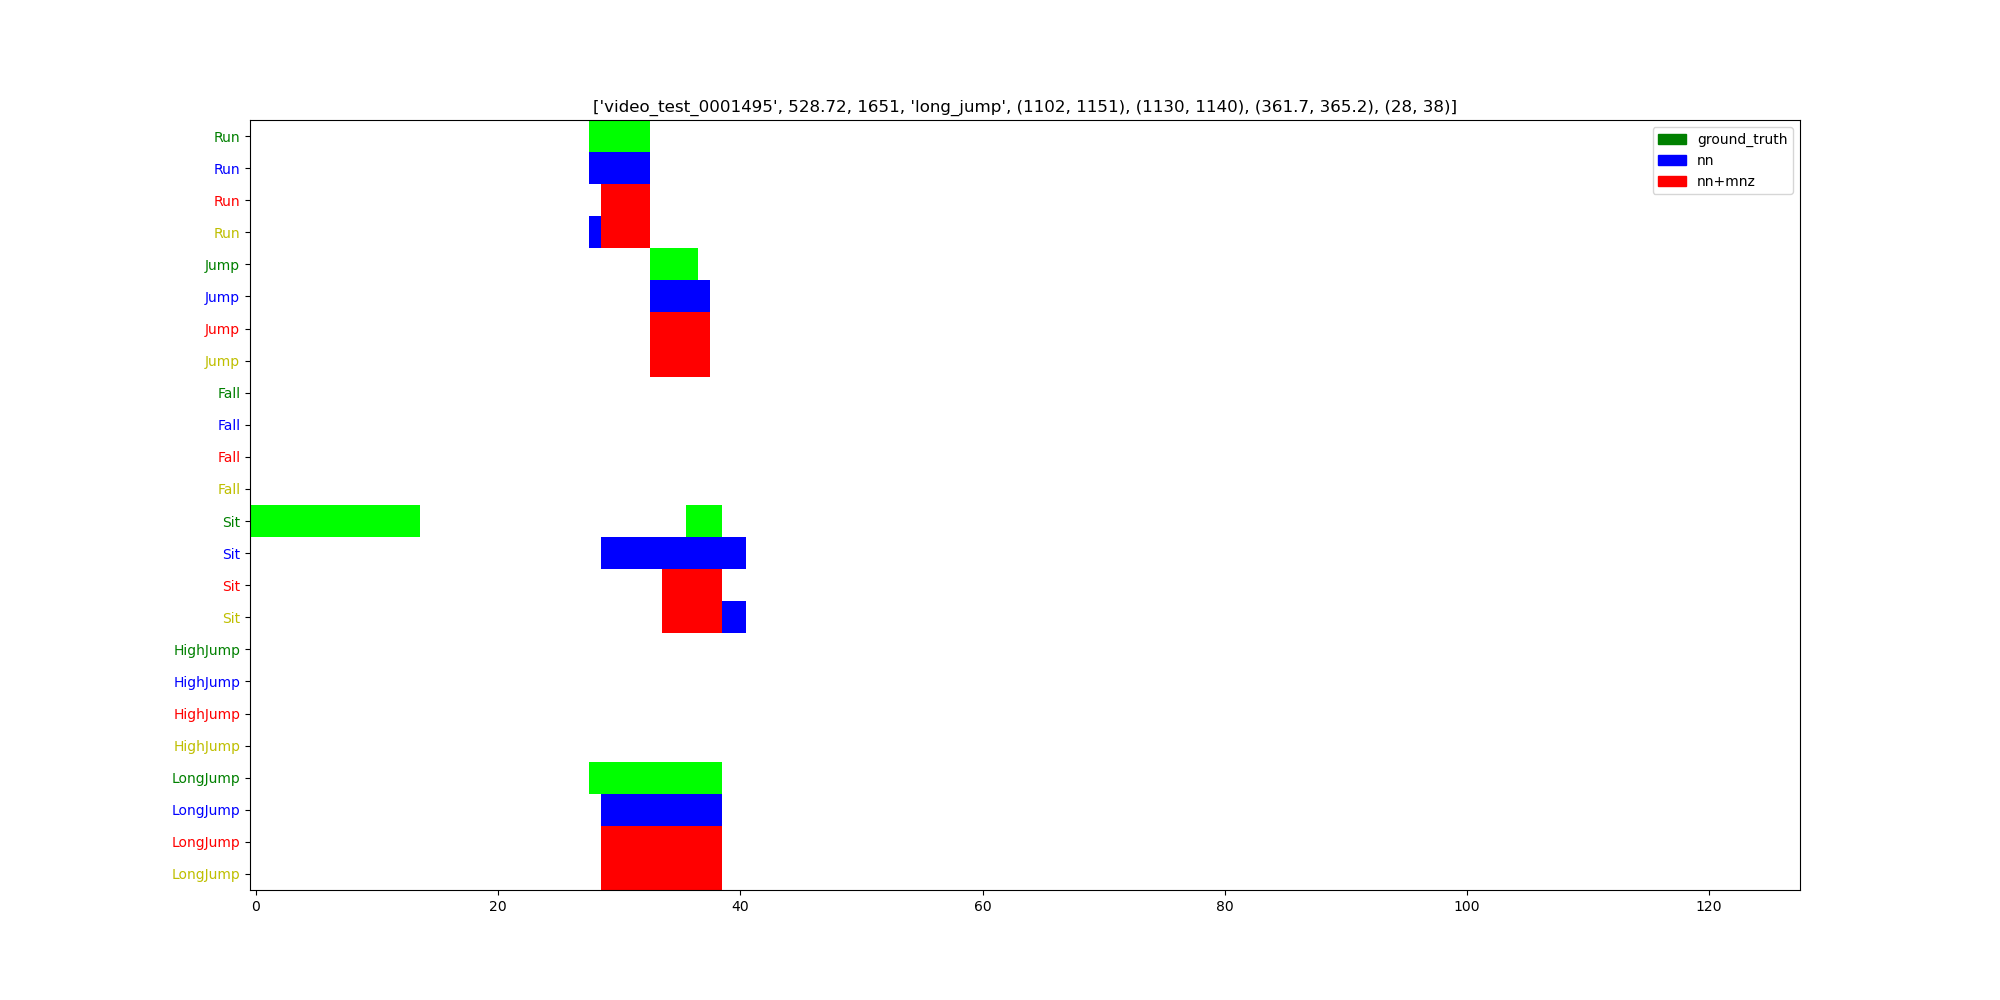 ['video_test_0001495', 528.72, 1651, 'long_jump', (1102, 1151), (1130, 1140), (361.7, 365.2), (28, 38)]
ground_truth
nn
nn+mnz
Run
Run
Run
Run
Jump
Jump
Jump
Jump
Fall
Fall
Fall
Fall
Sit
Sit
Sit
Sit
HighJump
HighJump
HighJump
HighJump
LongJump
LongJump
LongJump
LongJump
0 20 40 60 80 100 120